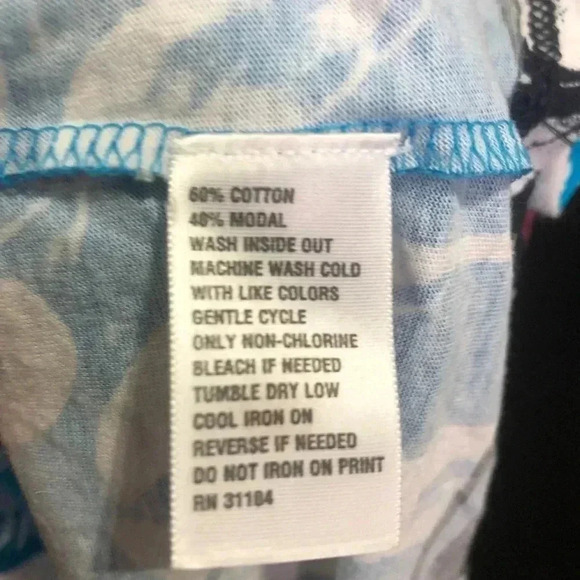 60% COTTON
40% MODAL
WASH INSIDE OUT
MACHINE WASH COLD
WITH LIKE COLORS
GENTLE CYCLE
ONLY NON-CHLORINE
BLEACH IF NEEDED
TUMBLE DRY LOW
COOL IRON ON
REVERSE IF NEEDED
DO NOT IRON ON PRINT
RN 31184